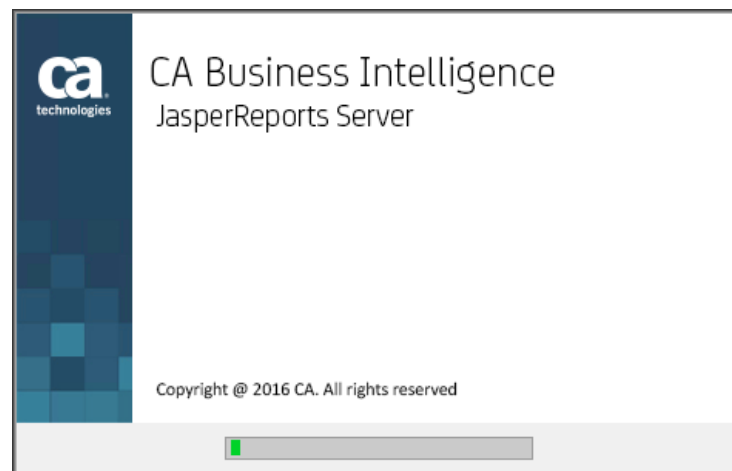 ca
technologies
CA Business Intelligence
JasperReports Server
Copyright @ 2016 CA. All rights reserved